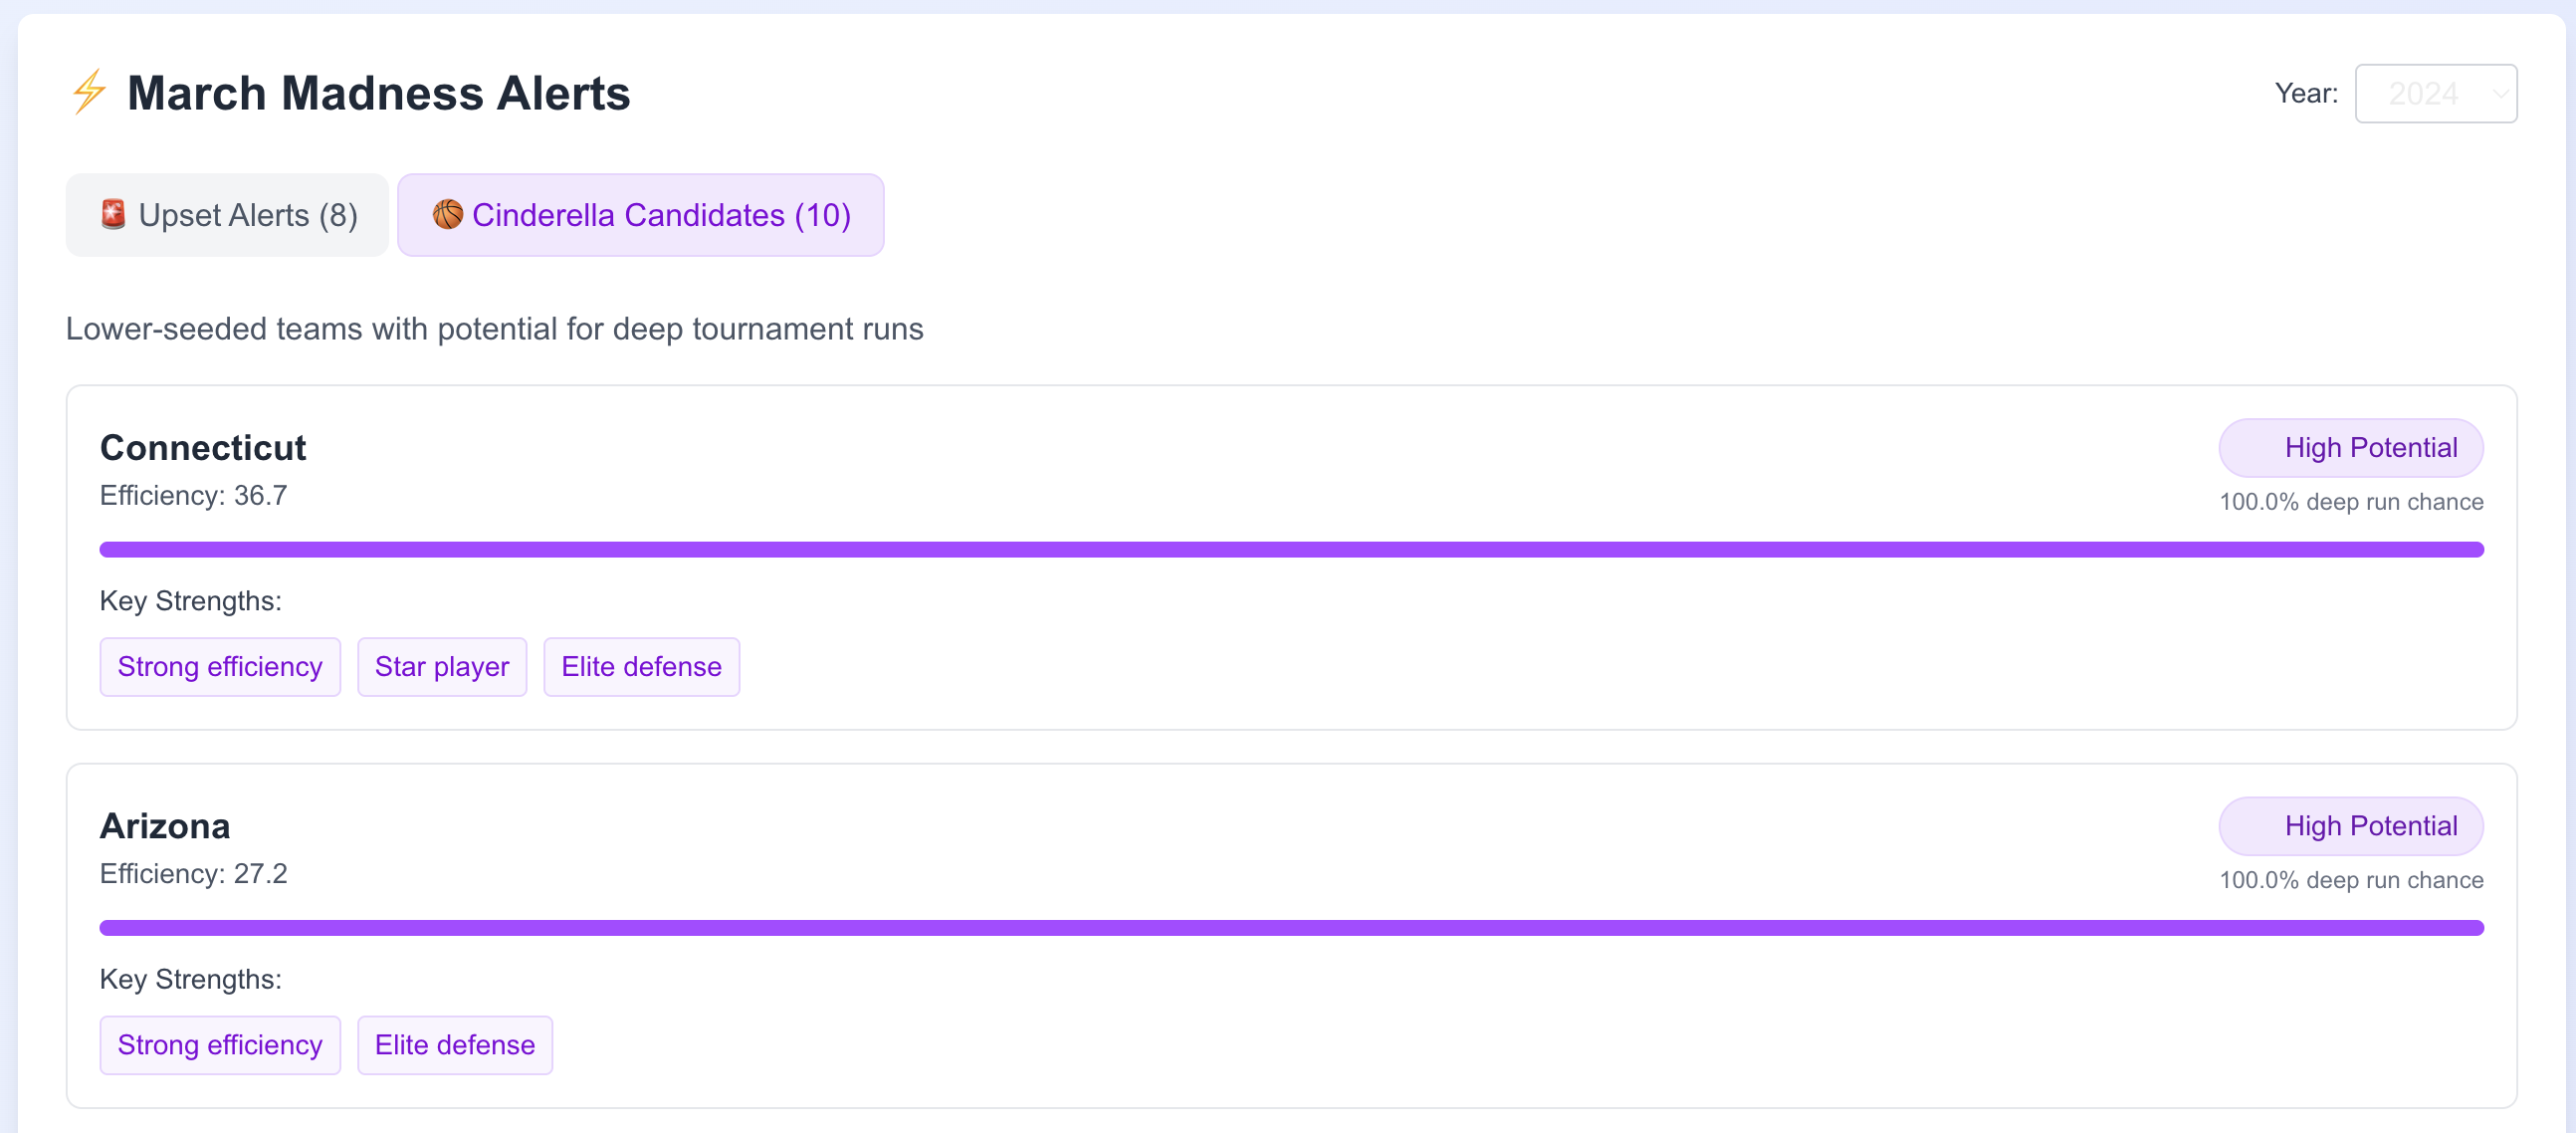 ⚡ March Madness Alerts
Year: 2024
🚨 Upset Alerts (8)
🏀 Cinderella Candidates (10)
Lower-seeded teams with potential for deep tournament runs
Connecticut
High Potential
Efficiency: 36.7
100.0% deep run chance
Key Strengths:
Strong efficiency
Star player
Elite defense
Arizona
High Potential
Efficiency: 27.2
100.0% deep run chance
Key Strengths:
Strong efficiency
Elite defense